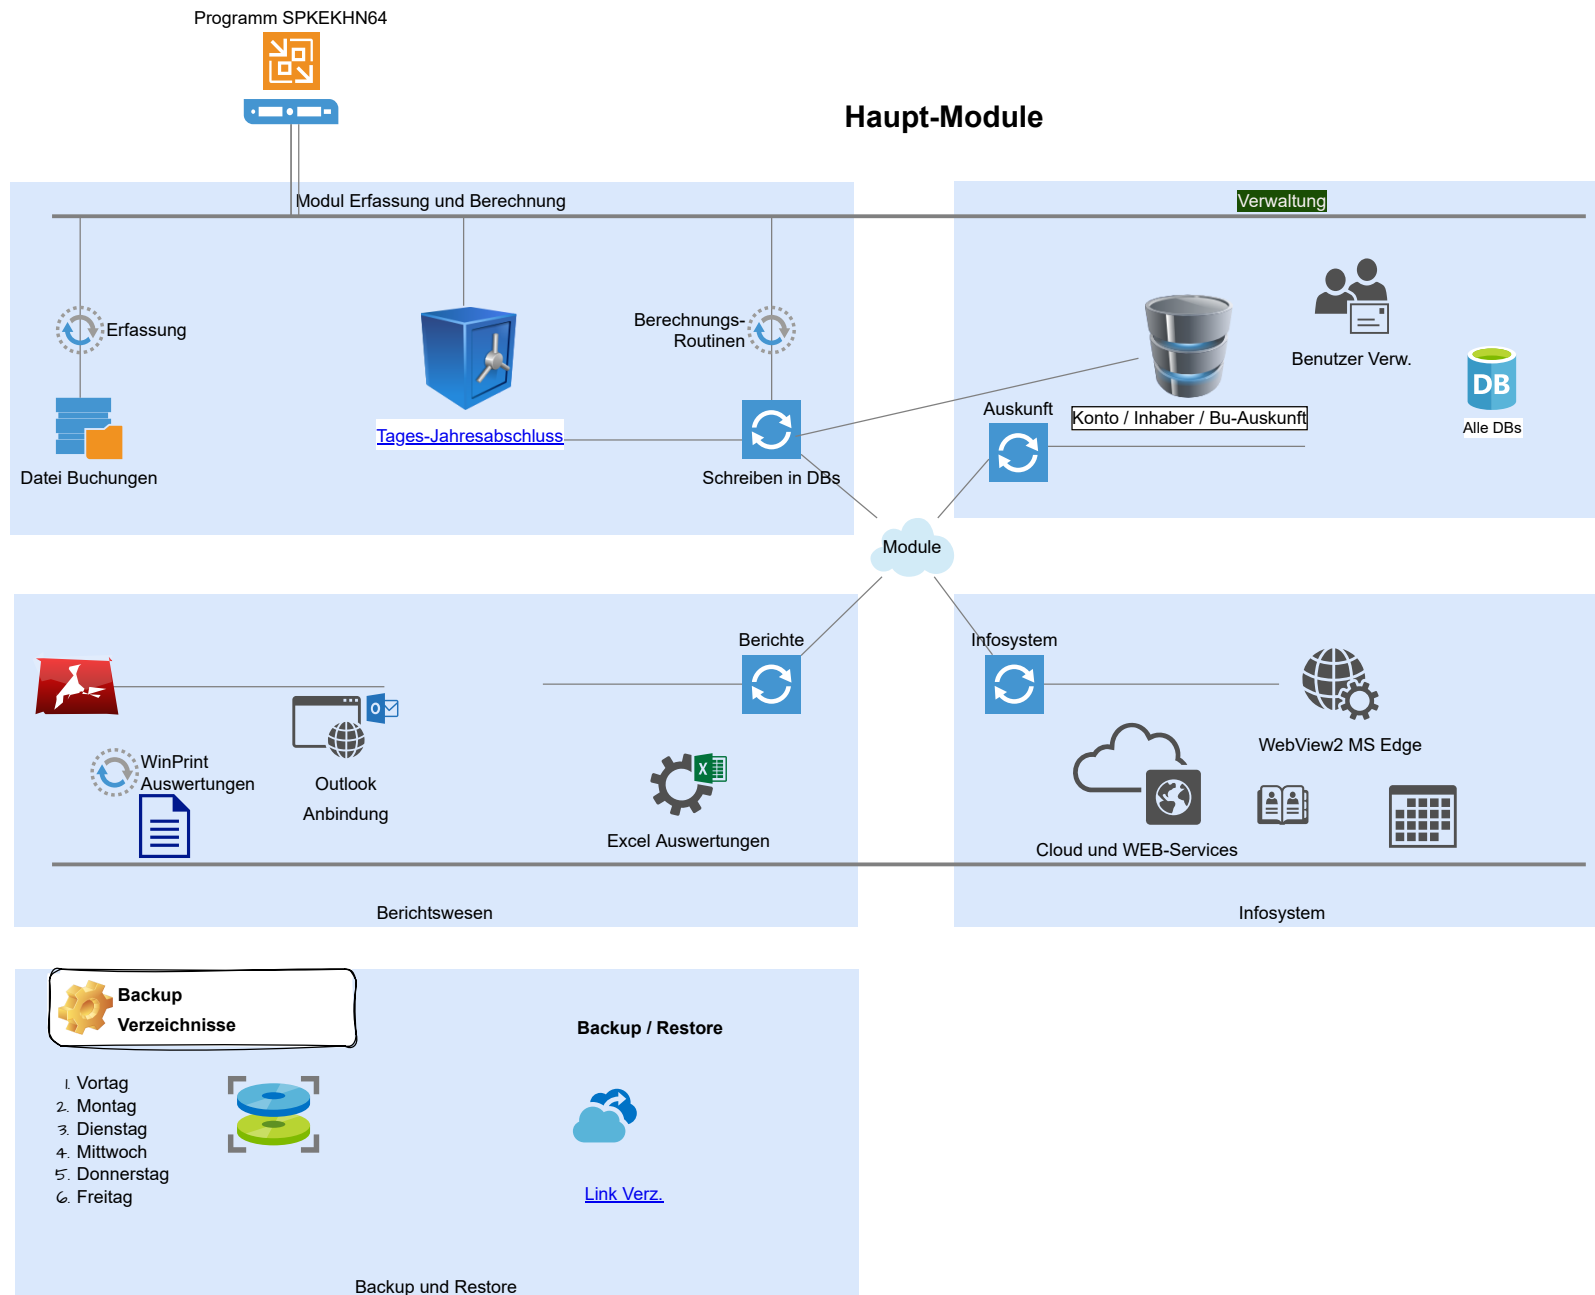 Programm SPKEKHN64
Haupt-Module
Modul Erfassung und Berechnung
Verwaltung
Erfassung
Berechnungs-
Routinen
Benutzer Verw.
DB
Auskunft
Konto / Inhaber / Bu-Auskunft
Alle DBs
Tages-Jahresabschluss
Datei Buchungen
Schreiben in DBs
Module
Berichte
Infosystem
WinPrint
Auswertungen
Outlook
Anbindung
Excel Auswertungen
WebView2 MS Edge
Cloud und WEB-Services
Berichtswesen
Infosystem
Backup
Verzeichnisse
Backup / Restore
1. Vortag
2. Montag
3. Dienstag
4. Mittwoch
5. Donnerstag
6. Freitag
Link Verz.
Backup und Restore